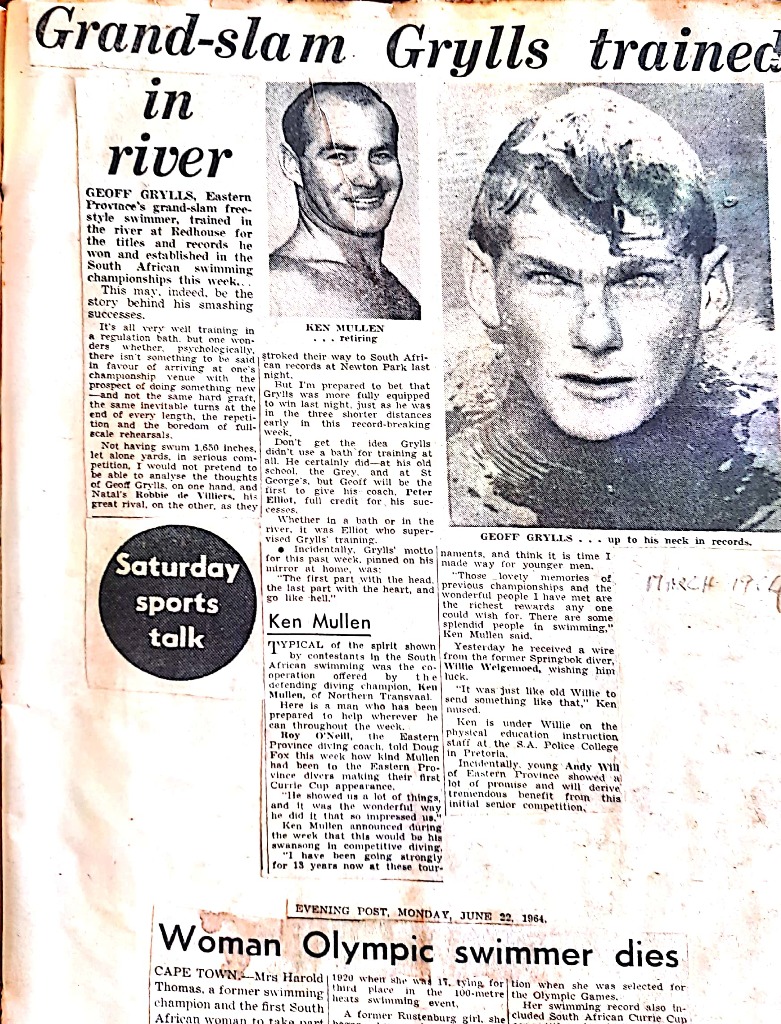 Grand-slam Grylls trained
in
river
GEOFF GRYLLS, Eastern
Province's grand-slam free-
style swimmer, trained in
the river at Redhouse for
the titles and records he
won and established in the
South African swimming
championships this week...
This may, indeed, be the
story behind his smashing
successes.
It's all very well training in
a regulation bath, but one won-
ders whether, psychologically,
there isn't something to be said
in favour of arriving at one's
championship venue with the
prospect of doing something new
—and not the same hard graft,
the same inevitable turns at the
end of every length, the repeti-
tion and the boredom of full-
scale rehearsals.
Not having swum 1,650 inches,
let alone yards, in serious com-
petition, I would not pretend to
be able to analyse the thoughts
of Geoff Grylls, on one hand, and
Natal's Robbie de Villiers, his
great rival, on the other, as they
Saturday
sports
talk
KEN MULLEN
. . . retiring
stroked their way to South Afri-
can records at Newton Park last
night.
But I'm prepared to bet that
Grylls was more fully equipped
to win last night, just as he was
in the three shorter distances
early in this record-breaking
week.
Don't get the idea Grylls
didn't use a bath for training at
all. He certainly did—at his old
school, the Grey, and at St
George's, but Geoff will be the
first to give his coach, Peter
Elliot, full credit for his suc-
cesses.
Whether in a bath or in the
river, it was Elliot who super-
vised Grylls' training.
● Incidentally, Grylls' motto
for this past week, pinned on his
mirror at home, was:
"The first part with the head,
the last part with the heart, and
go like hell."
Ken Mullen
TYPICAL of the spirit shown
by contestants in the South
African swimming was the co-
operation offered by the
defending diving champion, Ken
Mullen, of Northern Transvaal.
Here is a man who has been
prepared to help wherever he
can throughout the week.
Roy O'Neill, the Eastern
Province diving coach, told Doug
Fox this week how kind Mullen
had been to the Eastern Pro-
vince divers making their first
Currie Cup appearance.
"He showed us a lot of things,
and it was the wonderful way
he did it that so impressed us."
Ken Mullen announced during
the week that this would be his
swansong in competitive diving.
"I have been going strongly
for 13 years now at these tour-
GEOFF GRYLLS . . . up to his neck in records.
naments, and think it is time I
made way for younger men.
"Those lovely memories of
previous championships and the
wonderful people I have met are
the richest rewards any one
could wish for. There are some
splendid people in swimming,"
Ken Mullen said.
Yesterday he received a wire
from the former Springbok diver,
Willie Welgemoed, wishing him
luck.
"It was just like old Willie to
send something like that," Ken
mused.
Ken is under Willie on the
physical education instruction
staff at the S.A. Police College
in Pretoria.
Incidentally, young Andy Will
of Eastern Province showed a
lot of promise and will derive
tremendous benefit from this
initial senior competition.
MARCH
EVENING POST, MONDAY, JUNE 22, 1964.
Woman Olympic swimmer dies
CAPE TOWN.—Mrs Harold
Thomas, a former swimming
champion and the first South
African woman to take part
1920 when she was 17, tying for
third place in the 100-metre
heats swimming event.
A former Rustenburg girl, she
tion when she was selected for
the Olympic Games.
Her swimming record also in-
cluded South African Currie Cup